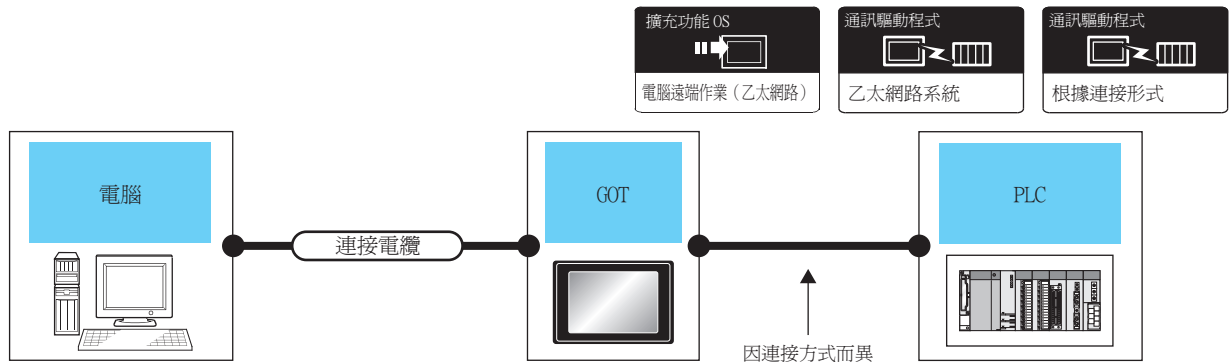 擴充功能 OS
電腦遠端作業（乙太網路）
通訊驅動程式
乙太網路系統
通訊驅動程式
根據連接形式
電腦
連接電纜
GOT
PLC
因連接方式而異